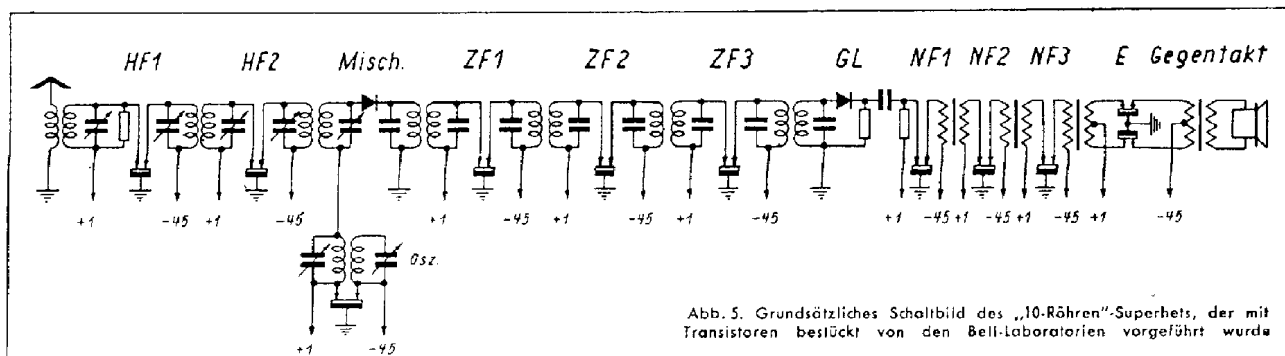 HF1 HF2 Misch. ZF1 ZF2 ZF3 GL NF1 NF2 NF3 E Gegentakt
+1 -45 +1 -45 +1 -45 +1 -45 +1 -45 +1 -45 +1 -45 +1 -45 +1 -45
Osz.
+1 -45
Abb. 5. Grundsätzliches Schaltbild des „10-Röhren"-Superhets, der mit
Transistoren bestückt von den Bell-Laboratorien vorgeführt wurde